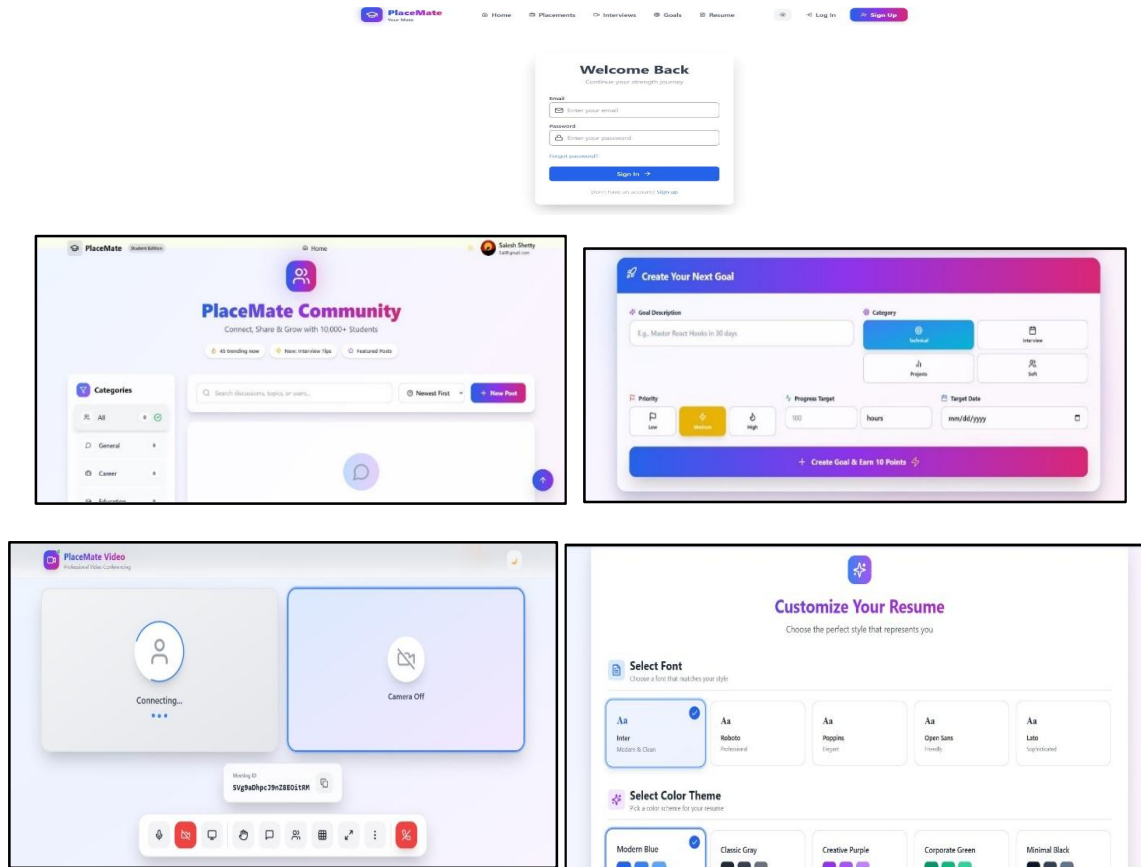 PlaceMate
Your Mate
Home Placements Interviews Goals Resume Log In Sign Up
Welcome Back
Continue your strength journey
Email
Enter your email
Password
Enter your password
Forgot password?
Sign In →
Don't have an account? Sign up
PlaceMate Student Edition Home Salesh Shetty
PlaceMate Community
Connect, Share & Grow with 10,000+ Students
45 trending now New: Interview Tips Featured Posts
Categories
Search discussions, topics, or users...
Newest First
+ New Post
All 0
General 0
Career 0
Education
Create Your Next Goal
Goal Description
E.g., Master React Hooks in 30 days
Category
Technical
Interview
Projects
Soft
Priority
Low
Medium
High
Progress Target
100
hours
Target Date
mm/dd/yyyy
+ Create Goal & Earn 10 Points
PlaceMate Video
Professional Video Conferencing
Connecting...
Camera Off
Meeting ID
SVg9aDhpcJ9nZ8EOitRM
Customize Your Resume
Choose the perfect style that represents you
Select Font
Choose a font that matches your style
Aa Aa Aa Aa Aa
Inter Roboto Poppins Open Sans Lato
Modern & Clean Professional Elegant Friendly Sophisticated
Select Color Theme
Pick a color scheme for your resume
Modern Blue Classic Gray Creative Purple Corporate Green Minimal Black